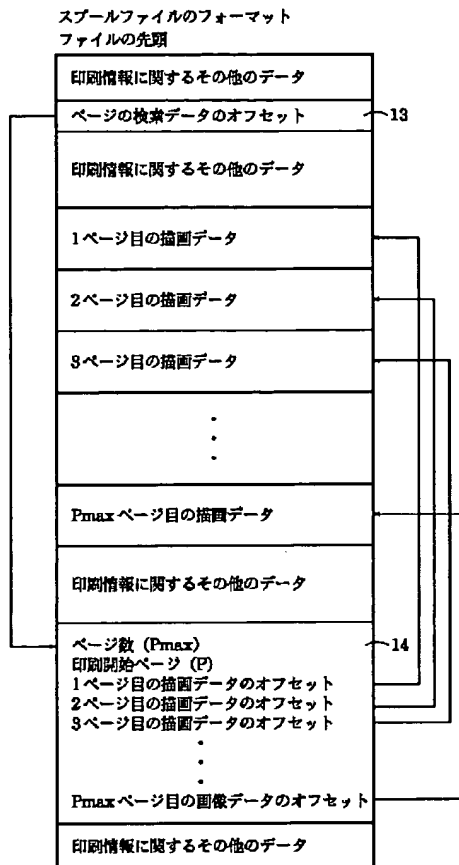 スプールファイルのフォーマット
ファイルの先頭
印刷情報に関するその他のデータ
ページの検索データのオフセット
13
印刷情報に関するその他のデータ
1ページ目の描画データ
2ページ目の描画データ
3ページ目の描画データ
・
・
・
Pmaxページ目の描画データ
印刷情報に関するその他のデータ
ページ数（Pmax）
14
印刷開始ページ（P）
1ページ目の描画データのオフセット
2ページ目の描画データのオフセット
3ページ目の描画データのオフセット
・
・
・
Pmaxページ目の画像データのオフセット
印刷情報に関するその他のデータ